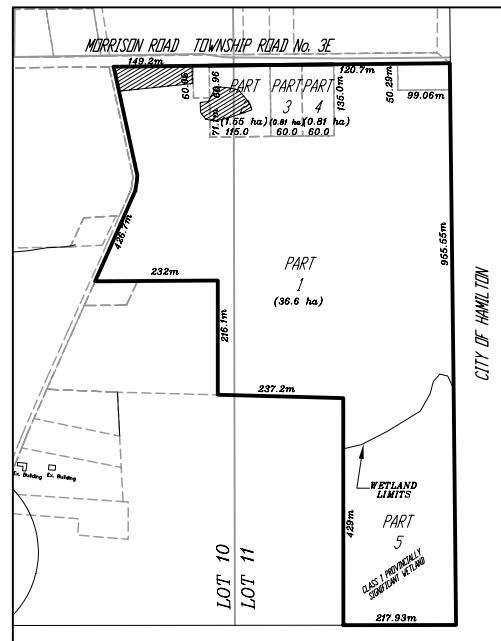 MORRISON ROAD TOWNSHIP ROAD No. 3E
149.2m
120.7m
60.96
60.96
71.1m
PART
(1.55 ha)
115.0
PART
3
(0.81 ha)
60.0
PART
4
(0.81 ha)
60.0
135.0m
50.29m
99.06m
426.7m
955.55m
232m
PART
1
(36.6 ha)
CITY OF HAMILTON
216.1m
237.2m
Ex. Building
Ex. Building
WETLAND
LIMITS
429m
PART
5
CLASS 1 PROVINCIALLY
SIGNIFICANT WETLAND
LOT 10
LOT 11
217.93m